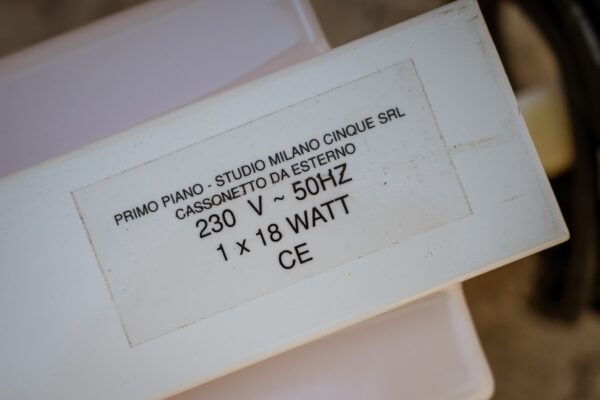 PRIMO PIANO - STUDIO MILANO CINQUE SRL
CASSONETTO DA ESTERNO
230 V ~ 50HZ
1 x 18 WATT
CE